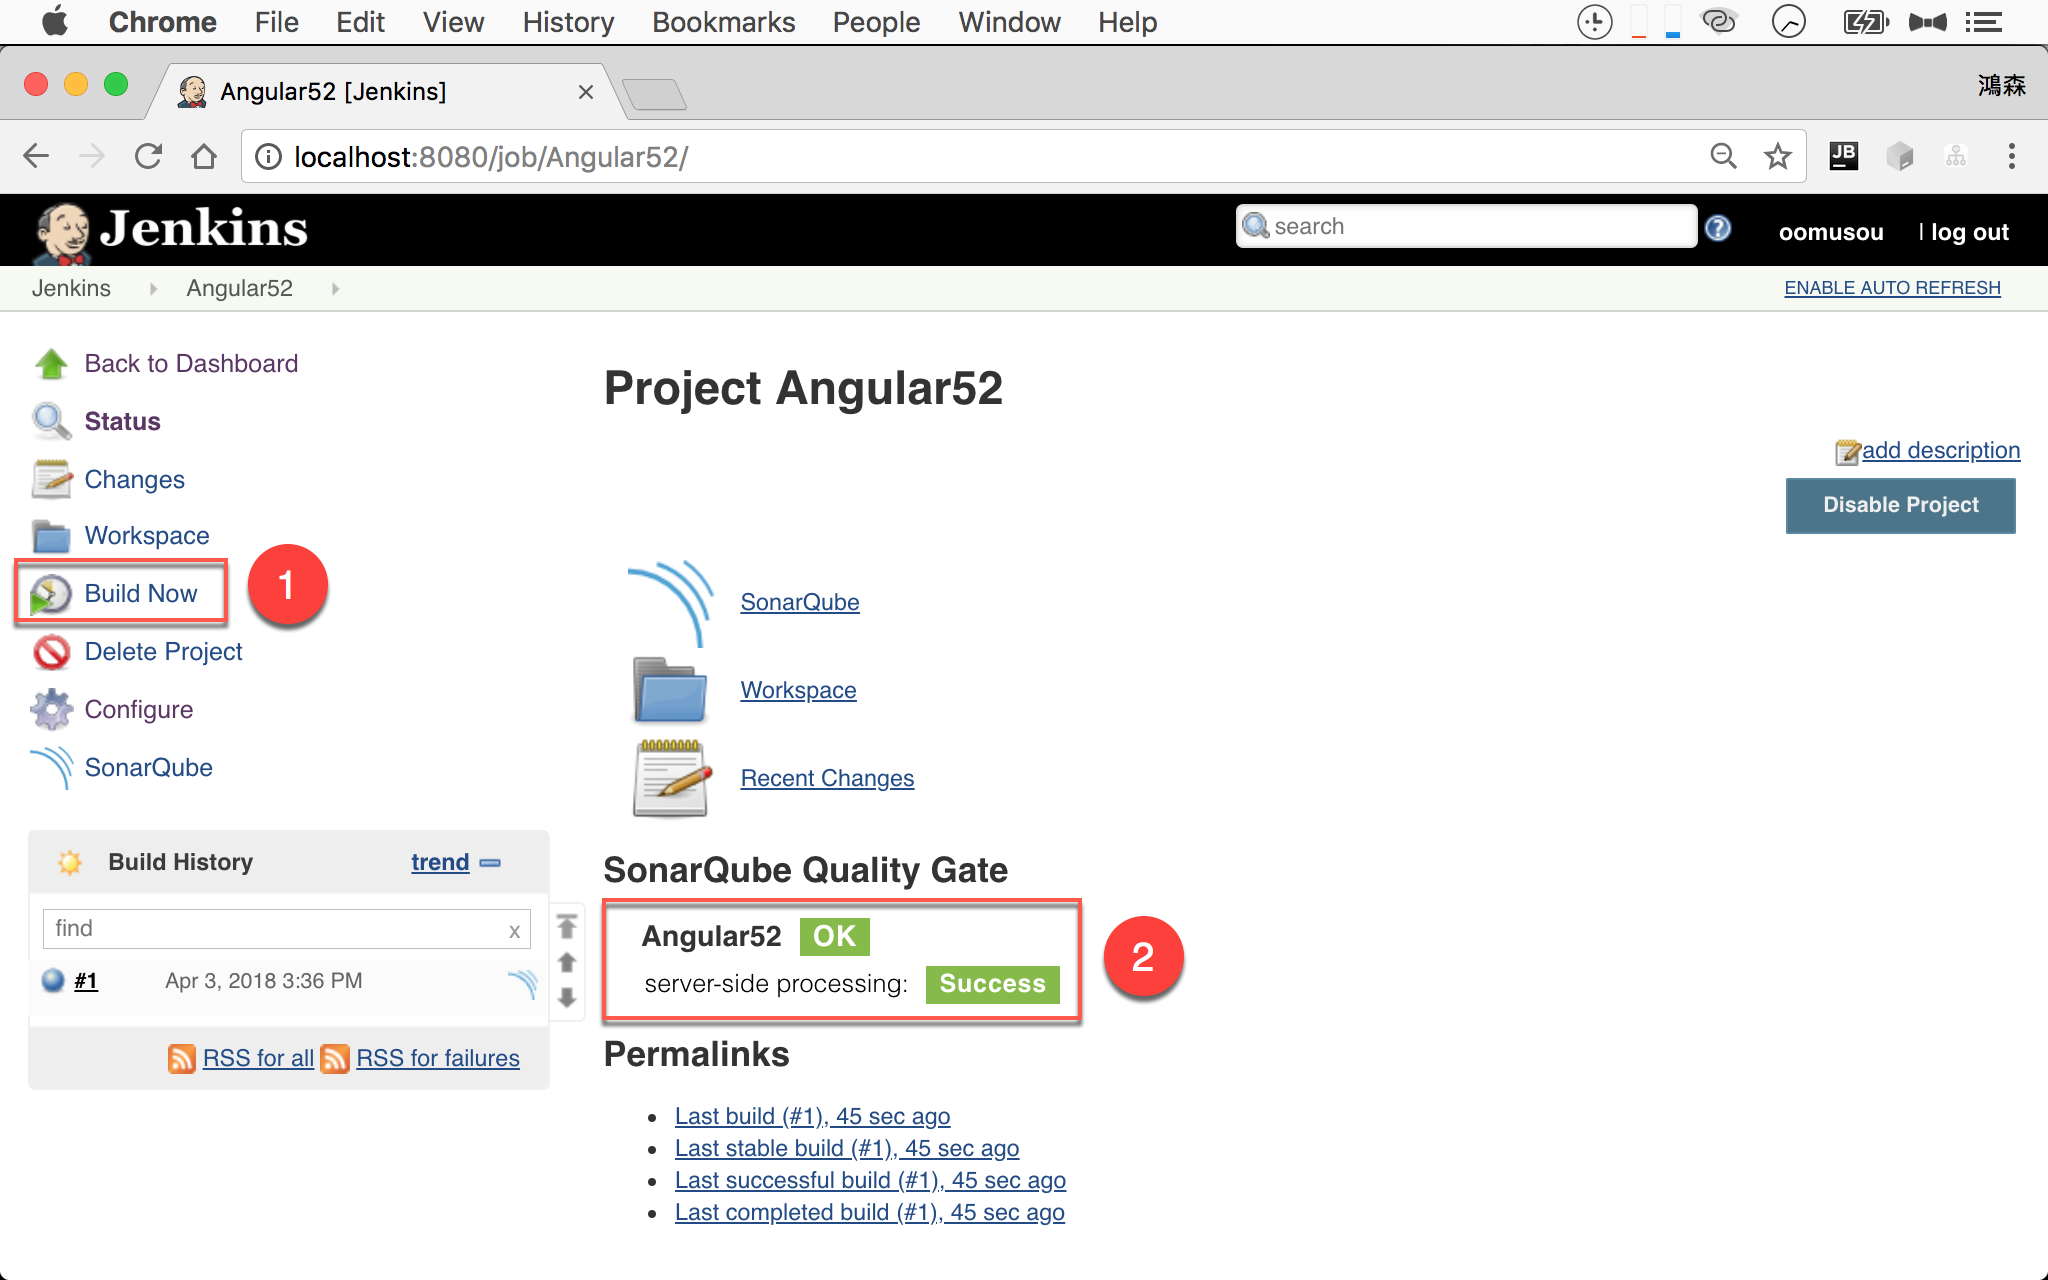 Chrome File Edit View History Bookmarks People Window Help
Angular52 [Jenkins]
鴻森
localhost:8080/job/Angular52/
JB
Jenkins
search
oomusou | log out
Jenkins Angular52
ENABLE AUTO REFRESH
Back to Dashboard
Status
Changes
Workspace
Build Now
1
Delete Project
Configure
SonarQube
Build History trend
find x
#1 Apr 3, 2018 3:36 PM
RSS for all RSS for failures
Project Angular52
add description
Disable Project
SonarQube
Workspace
Recent Changes
SonarQube Quality Gate
Angular52 OK
server-side processing: Success
2
Permalinks
Last build (#1), 45 sec ago
Last stable build (#1), 45 sec ago
Last successful build (#1), 45 sec ago
Last completed build (#1), 45 sec ago